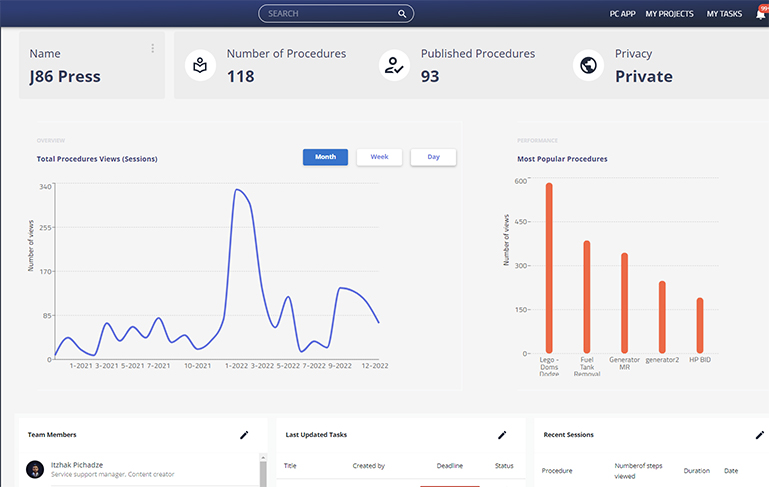 SEARCH
PC APP MY PROJECTS MY TASKS 99+
Name
J86 Press
Number of Procedures
118
Published Procedures
93
Privacy
Private
OVERVIEW
Total Procedures Views (Sessions)
Month Week Day
Number of views
340
255
170
85
0
1-2021 3-2021 5-2021 7-2021 10-2021 1-2022 3-2022 5-2022 7-2022 9-2022 12-2022
PERFORMANCE
Most Popular Procedures
Number of views
600
450
300
150
0
Lego -
Doms
Dodge
Fuel
Tank
Removal
Generator
MR
generator2
HP BID
Team Members
Itzhak Pichadze
Service support manager, Content creator
Last Updated Tasks
Title Created by Deadline Status
Recent Sessions
Procedure
Numberof steps
viewed
Duration Date